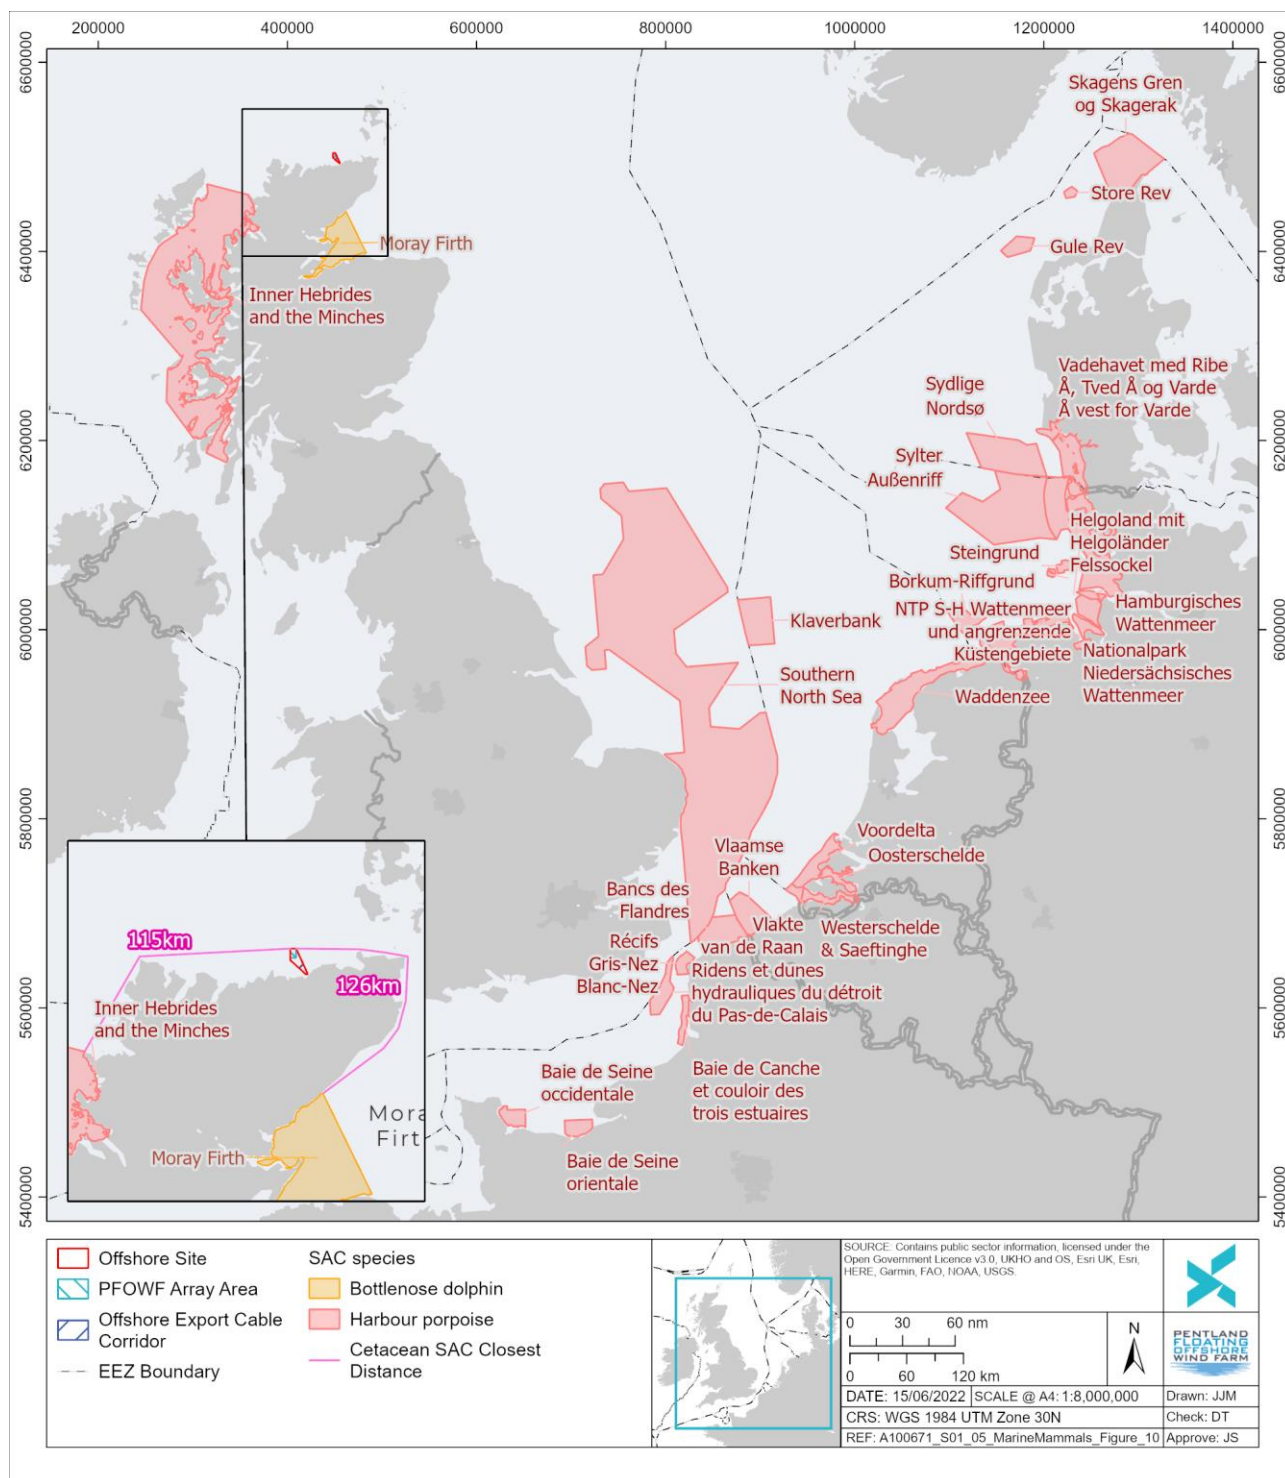 200000
400000
600000
800000
1000000
1200000
1400000
6600000
6400000
6200000
6000000
5800000
5600000
5400000
6600000
6400000
6200000
6000000
5800000
5600000
5400000
Skagens Gren
og Skagerak
Store Rev
Gule Rev
Moray Firth
Inner Hebrides
and the Minches
Vadehavet med Ribe
Å, Tved Å og Varde
Å vest for Varde
Sydlige
Nordsø
Sylter
Außenriff
Helgoland mit
Helgoländer
Felssockel
Steingrund
Borkum-Riffgrund
NTP S-H Wattenmeer
und angrenzende
Küstengebiete
Hamburgisches
Wattenmeer
Nationalpark
Niedersächsisches
Wattenmeer
Klaverbank
Southern
North Sea
Waddenzee
Voordelta
Oosterschelde
Vlaamse
Banken
Bancs des
Flandres
Westerschelde
& Saeftinghe
Vlakte
van de Raan
Récifs
Gris-Nez
Blanc-Nez
Ridens et dunes
hydrauliques du détroit
du Pas-de-Calais
Baie de Canche
et couloir des
trois estuaires
Baie de Seine
occidentale
Baie de Seine
orientale
115km
126km
Inner Hebrides
and the Minches
Moray Firth
Mora
Firt
Offshore Site
PFOWF Array Area
Offshore Export Cable
Corridor
EEZ Boundary
SAC species
Bottlenose dolphin
Harbour porpoise
Cetacean SAC Closest
Distance
SOURCE: Contains public sector information, licensed under the
Open Government Licence v3.0, UKHO and OS, Esri UK, Esri,
HERE, Garmin, FAO, NOAA, USGS.
0 30 60 nm
0 60 120 km
N
PENTLAND
FLOATING
OFFSHORE
WIND FARM
DATE: 15/06/2022
SCALE @ A4: 1:8,000,000
Drawn: JJM
CRS: WGS 1984 UTM Zone 30N
Check: DT
REF: A100671_S01_05_MarineMammals_Figure_10
Approve: JS